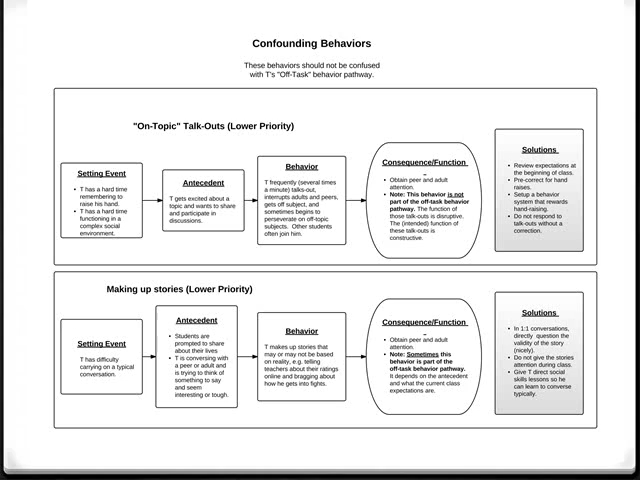 Confounding Behaviors
These behaviors should not be confused
with T's "Off-Task" behavior pathway.
"On-Topic" Talk-Outs (Lower Priority)
Setting Event
• T has a hard time
remembering to
raise his hand.
• T has a hard time
functioning in a
complex social
environment.
Antecedent
T gets excited about a
topic and wants to share
and participate in
discussions.
Behavior
T frequently (several times
a minute) talks-out,
interrupts adults and peers,
gets off subject, and
sometimes begins to
perseverate on off-topic
subjects. Other students
often join him.
Consequence/Function
• Obtain peer and adult
attention.
• Note: This behavior is not
part of the off-task behavior
pathway. The function of
those talk-outs is disruptive.
The (intended) function of
these talk-outs is
constructive.
Solutions
• Review expectations at
the beginning of class.
• Pre-correct for hand
raises.
• Setup a behavior
system that rewards
hand-raising.
• Do not respond to
talk-outs without a
correction.
Making up stories (Lower Priority)
Setting Event
T has difficulty
carrying on a typical
conversation.
Antecedent
• Students are
prompted to share
about their lives
• T is conversing with
a peer or adult and
is trying to think of
something to say
and seem
interesting or tough.
Behavior
T makes up stories that
may or may not be based
on reality, e.g. telling
teachers about their ratings
online and bragging about
how he gets into fights.
Consequence/Function
• Obtain peer and adult
attention.
• Note: Sometimes this
behavior is part of the
off-task behavior pathway.
It depends on the antecedent
and what the current class
expectations are.
Solutions
• In 1:1 conversations,
directly question the
validity of the story
(nicely).
• Do not give the stories
attention during class.
• Give T direct social
skills lessons so he
can learn to converse
typically.